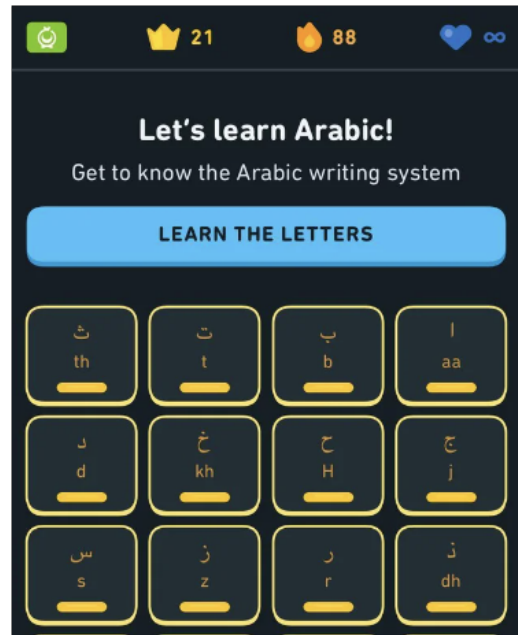 21 88 ∞
Let's learn Arabic!
Get to know the Arabic writing system
LEARN THE LETTERS
ث ت ب ا
th t b aa
د خ ح ج
d kh H j
س ز ر ذ
s z r dh